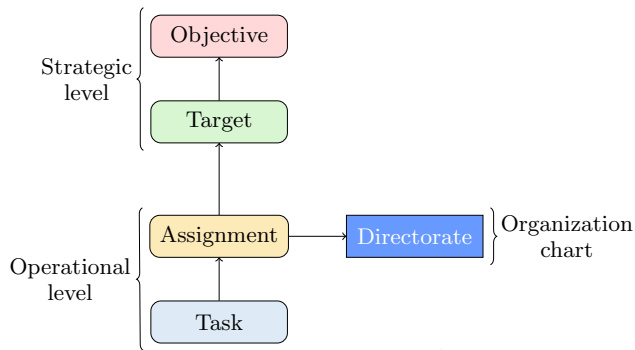 Objective
Strategic
level
Target
Assignment
Directorate
Organization
chart
Operational
level
Task